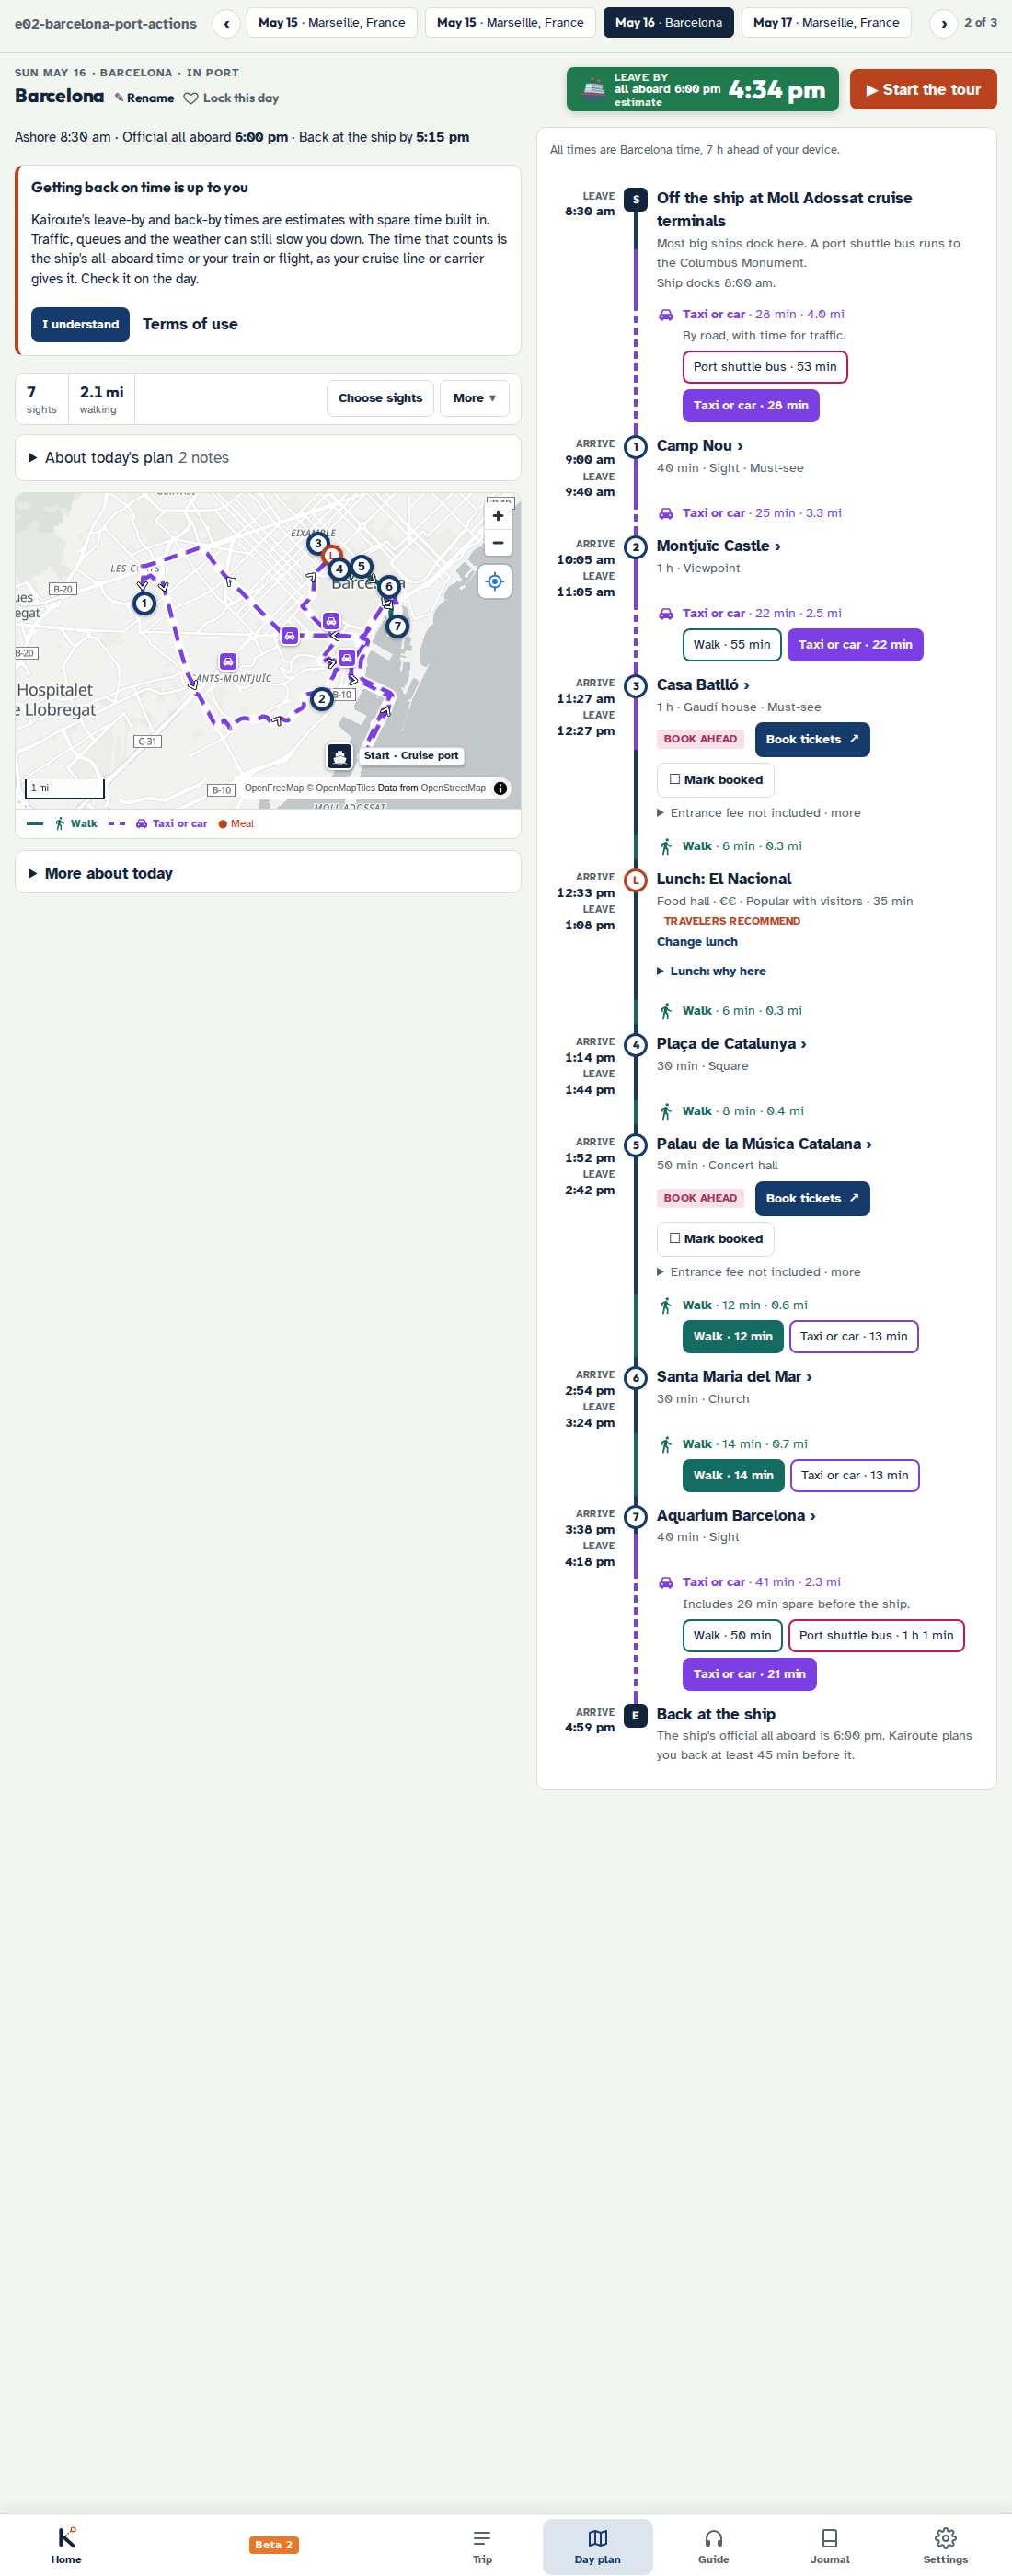 e02-barcelona-port-actions
‹
May 15 · Marseille, France
May 15 · Marseille, France
May 16 · Barcelona
May 17 · Marseille, France
›
2 of 3
SUN MAY 16 · BARCELONA · IN PORT
Barcelona ✎ Rename ♡ Lock this day
LEAVE BY
all aboard 6:00 pm
estimate
4:34 pm
▶ Start the tour
Ashore 8:30 am · Official all aboard 6:00 pm · Back at the ship by 5:15 pm
Getting back on time is up to you
Kairoute's leave-by and back-by times are estimates with spare time built in.
Traffic, queues and the weather can still slow you down. The time that counts is
the ship's all-aboard time or your train or flight, as your cruise line or carrier
gives it. Check it on the day.
I understand
Terms of use
7
sights
2.1 mi
walking
Choose sights
More ▼
▶ About today's plan 2 notes
EIXAMPLE
B-20
Barcelona
ANTS-MONTJUÏC
Hospitalet
e Llobregat
C-31
B-10
B-20
B-10
1
2
3
L
4
5
6
7
+
−
Start · Cruise port
1 mi
OpenFreeMap © OpenMapTiles Data from OpenStreetMap
MOLL ADOSSAT
Walk
Taxi or car
Meal
▶ More about today
All times are Barcelona time, 7 h ahead of your device.
LEAVE
8:30 am
S
Off the ship at Moll Adossat cruise
terminals
Most big ships dock here. A port shuttle bus runs to
the Columbus Monument.
Ship docks 8:00 am.
Taxi or car · 28 min · 4.0 mi
By road, with time for traffic.
Port shuttle bus · 53 min
Taxi or car · 28 min
ARRIVE
9:00 am
LEAVE
9:40 am
1
Camp Nou ›
40 min · Sight · Must-see
Taxi or car · 25 min · 3.3 mi
ARRIVE
10:05 am
LEAVE
11:05 am
2
Montjuïc Castle ›
1 h · Viewpoint
Taxi or car · 22 min · 2.5 mi
Walk · 55 min
Taxi or car · 22 min
ARRIVE
11:27 am
LEAVE
12:27 pm
3
Casa Batlló ›
1 h · Gaudí house · Must-see
BOOK AHEAD
Book tickets ↗
☐ Mark booked
▶ Entrance fee not included · more
Walk · 6 min · 0.3 mi
ARRIVE
12:33 pm
LEAVE
1:08 pm
L
Lunch: El Nacional
Food hall · €€ · Popular with visitors · 35 min
TRAVELERS RECOMMEND
Change lunch
▶ Lunch: why here
Walk · 6 min · 0.3 mi
ARRIVE
1:14 pm
LEAVE
1:44 pm
4
Plaça de Catalunya ›
30 min · Square
Walk · 8 min · 0.4 mi
ARRIVE
1:52 pm
LEAVE
2:42 pm
5
Palau de la Música Catalana ›
50 min · Concert hall
BOOK AHEAD
Book tickets ↗
☐ Mark booked
▶ Entrance fee not included · more
Walk · 12 min · 0.6 mi
Walk · 12 min
Taxi or car · 13 min
ARRIVE
2:54 pm
LEAVE
3:24 pm
6
Santa Maria del Mar ›
30 min · Church
Walk · 14 min · 0.7 mi
Walk · 14 min
Taxi or car · 13 min
ARRIVE
3:38 pm
LEAVE
4:18 pm
7
Aquarium Barcelona ›
40 min · Sight
Taxi or car · 41 min · 2.3 mi
Includes 20 min spare before the ship.
Walk · 50 min
Port shuttle bus · 1 h 1 min
Taxi or car · 21 min
ARRIVE
4:59 pm
E
Back at the ship
The ship's official all aboard is 6:00 pm. Kairoute plans
you back at least 45 min before it.
Home
Beta 2
Trip
Day plan
Guide
Journal
Settings